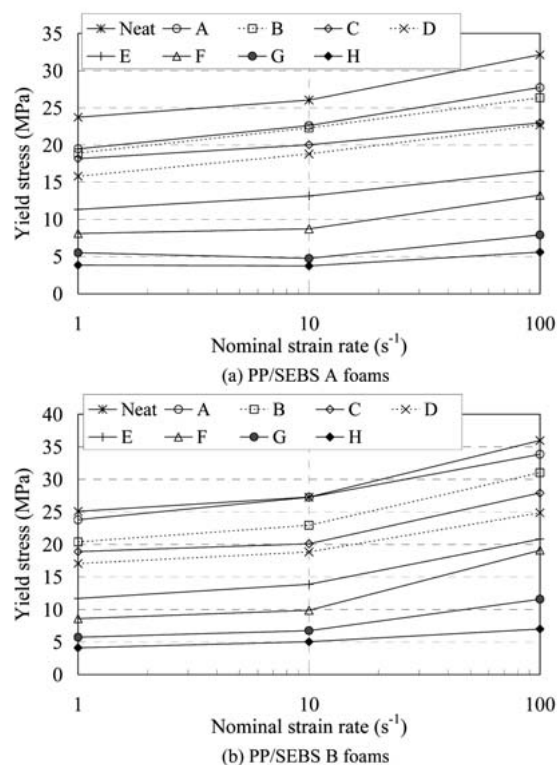 Neat A B C D
E F G H
Yield stress (MPa)
35
30
25
20
15
10
5
0
1 10 100
Nominal strain rate (s⁻¹)
(a) PP/SEBS A foams
Neat A B C D
E F G H
Yield stress (MPa)
40
35
30
25
20
15
10
5
0
1 10 100
Nominal strain rate (s⁻¹)
(b) PP/SEBS B foams